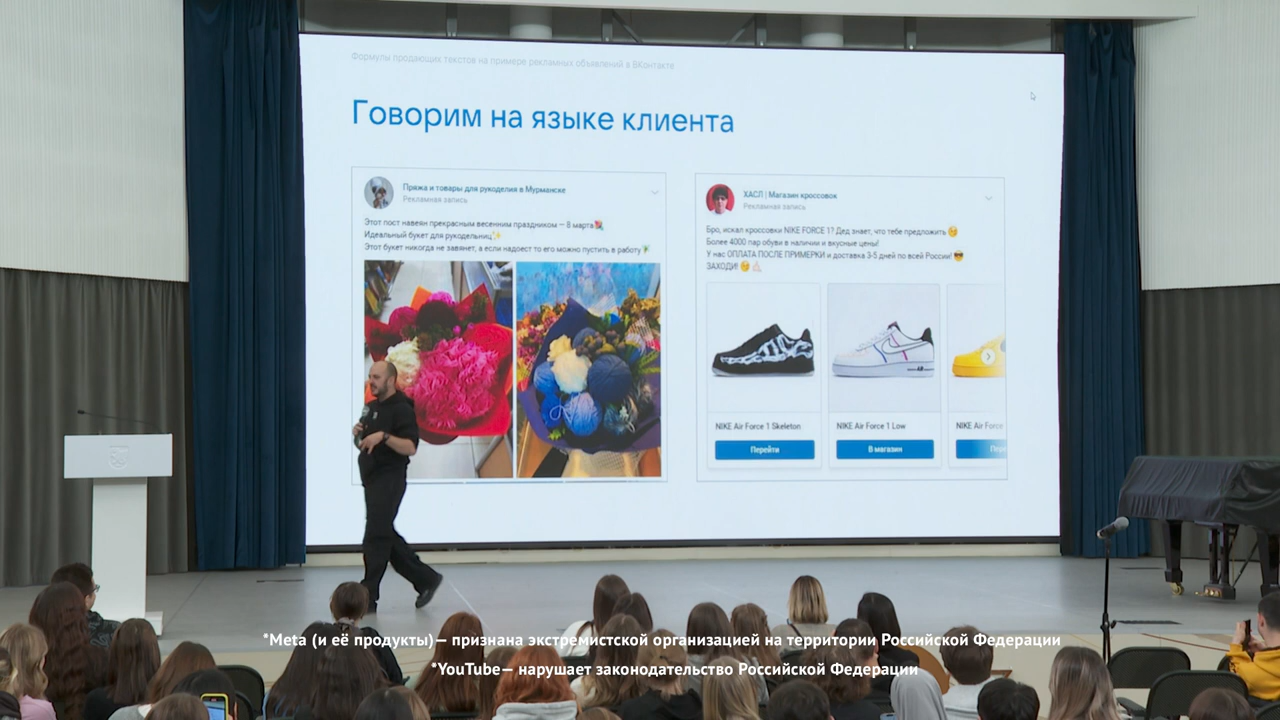 Формулы продающих текстов на примере рекламных объявлений в ВКонтакте
Говорим на языке клиента
Пряжа и товары для рукоделия в Мурманске
Рекламная запись
Этот пост навеян прекрасным весенним праздником — 8 марта
Идеальный букет для рукодельниц
Этот букет никогда не завянет, а если надоест то его можно пустить в работу
ХАСЛ | Магазин кроссовок
Рекламная запись
Бро, искал кроссовки NIKE FORCE 1? Дед знает, что тебе предложить
Более 4000 пар обуви в наличии и вкусные цены!
У нас ОПЛАТА ПОСЛЕ ПРИМЕРКИ и доставка 3-5 дней по всей России!
ЗАХОДИ!
NIKE Air Force 1 Skeleton
Перейти
NIKE Air Force 1 Low
В магазин
NIKE Air Force
*Meta (и её продукты)— признана экстремистской организацией на территории Российской Федерации
*YouTube— нарушает законодательство Российской Федерации